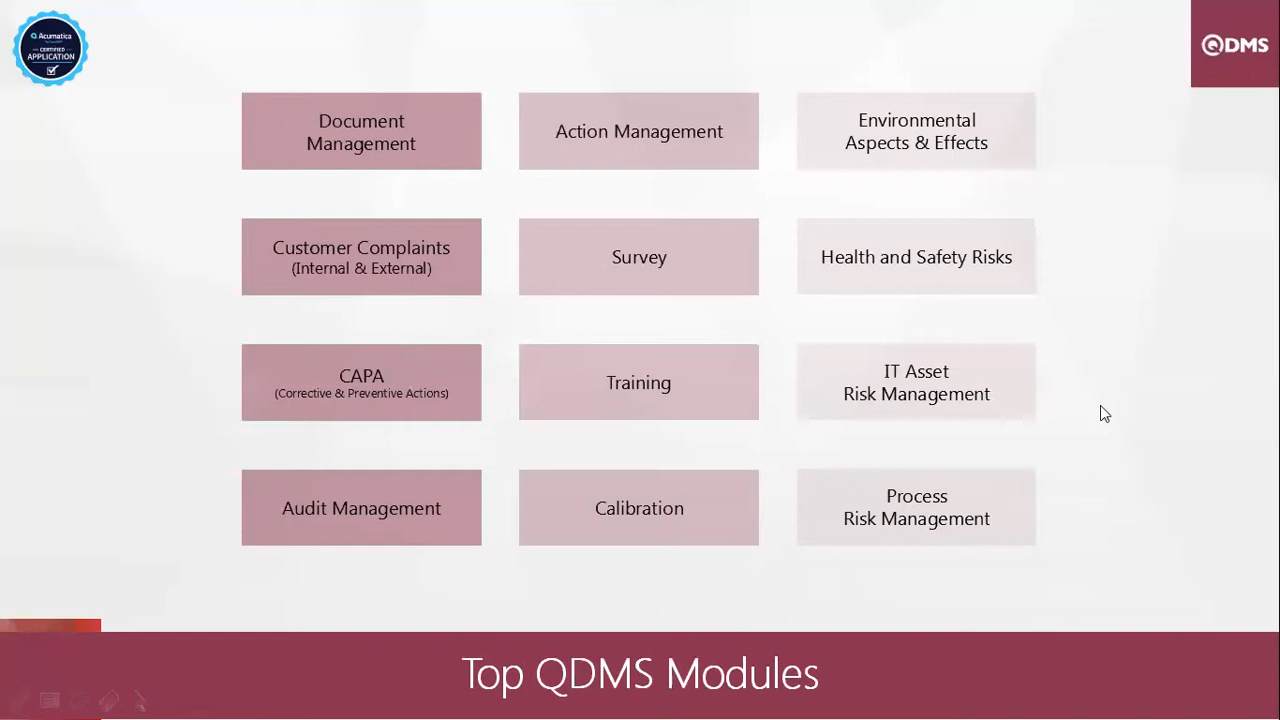 Acumatica
CERTIFIED
APPLICATION
QDMS
Document
Management
Action Management
Environmental
Aspects & Effects
Customer Complaints
(Internal & External)
Survey
Health and Safety Risks
CAPA
(Corrective & Preventive Actions)
Training
IT Asset
Risk Management
Audit Management
Calibration
Process
Risk Management
Top QDMS Modules